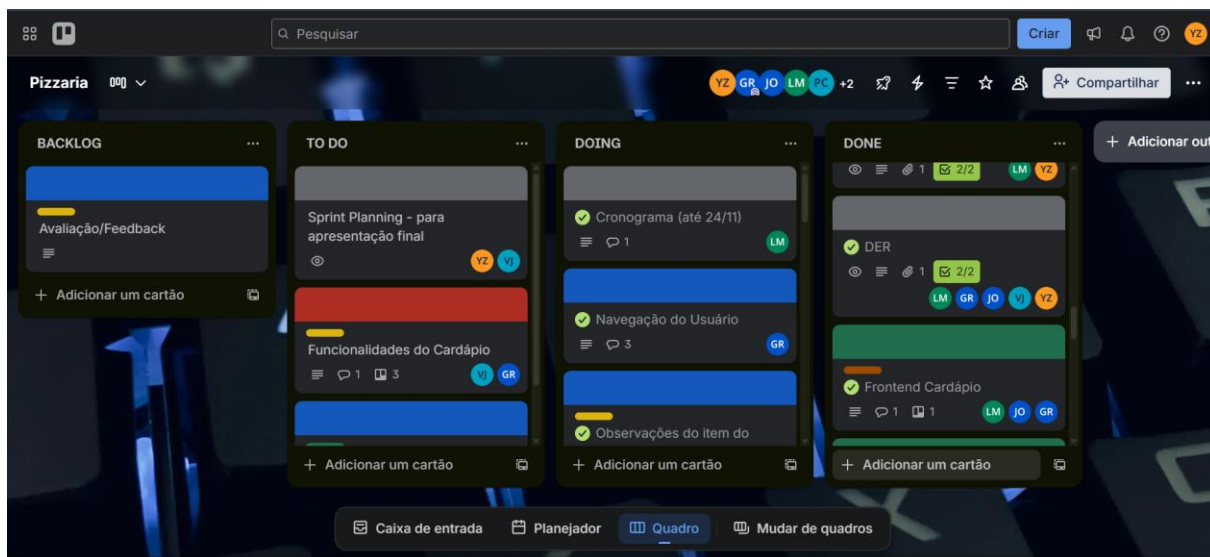 Pesquisar
Criar
YZ
Pizzaria
YZ GR JO LM PC +2
Compartilhar
BACKLOG
Avaliação/Feedback
+ Adicionar um cartão
TO DO
Sprint Planning - para
apresentação final
YZ VJ
Funcionalidades do Cardápio
1 3 VJ GR
+ Adicionar um cartão
DOING
Cronograma (até 24/11)
1 LM
Navegação do Usuário
3 GR
Observações do item do
+ Adicionar um cartão
DONE
1 2/2 LM YZ
DER
1 2/2
LM GR JO VJ YZ
Frontend Cardápio
1 1 LM JO GR
+ Adicionar um cartão
+ Adicionar out
Caixa de entrada
Planejador
Quadro
Mudar de quadros